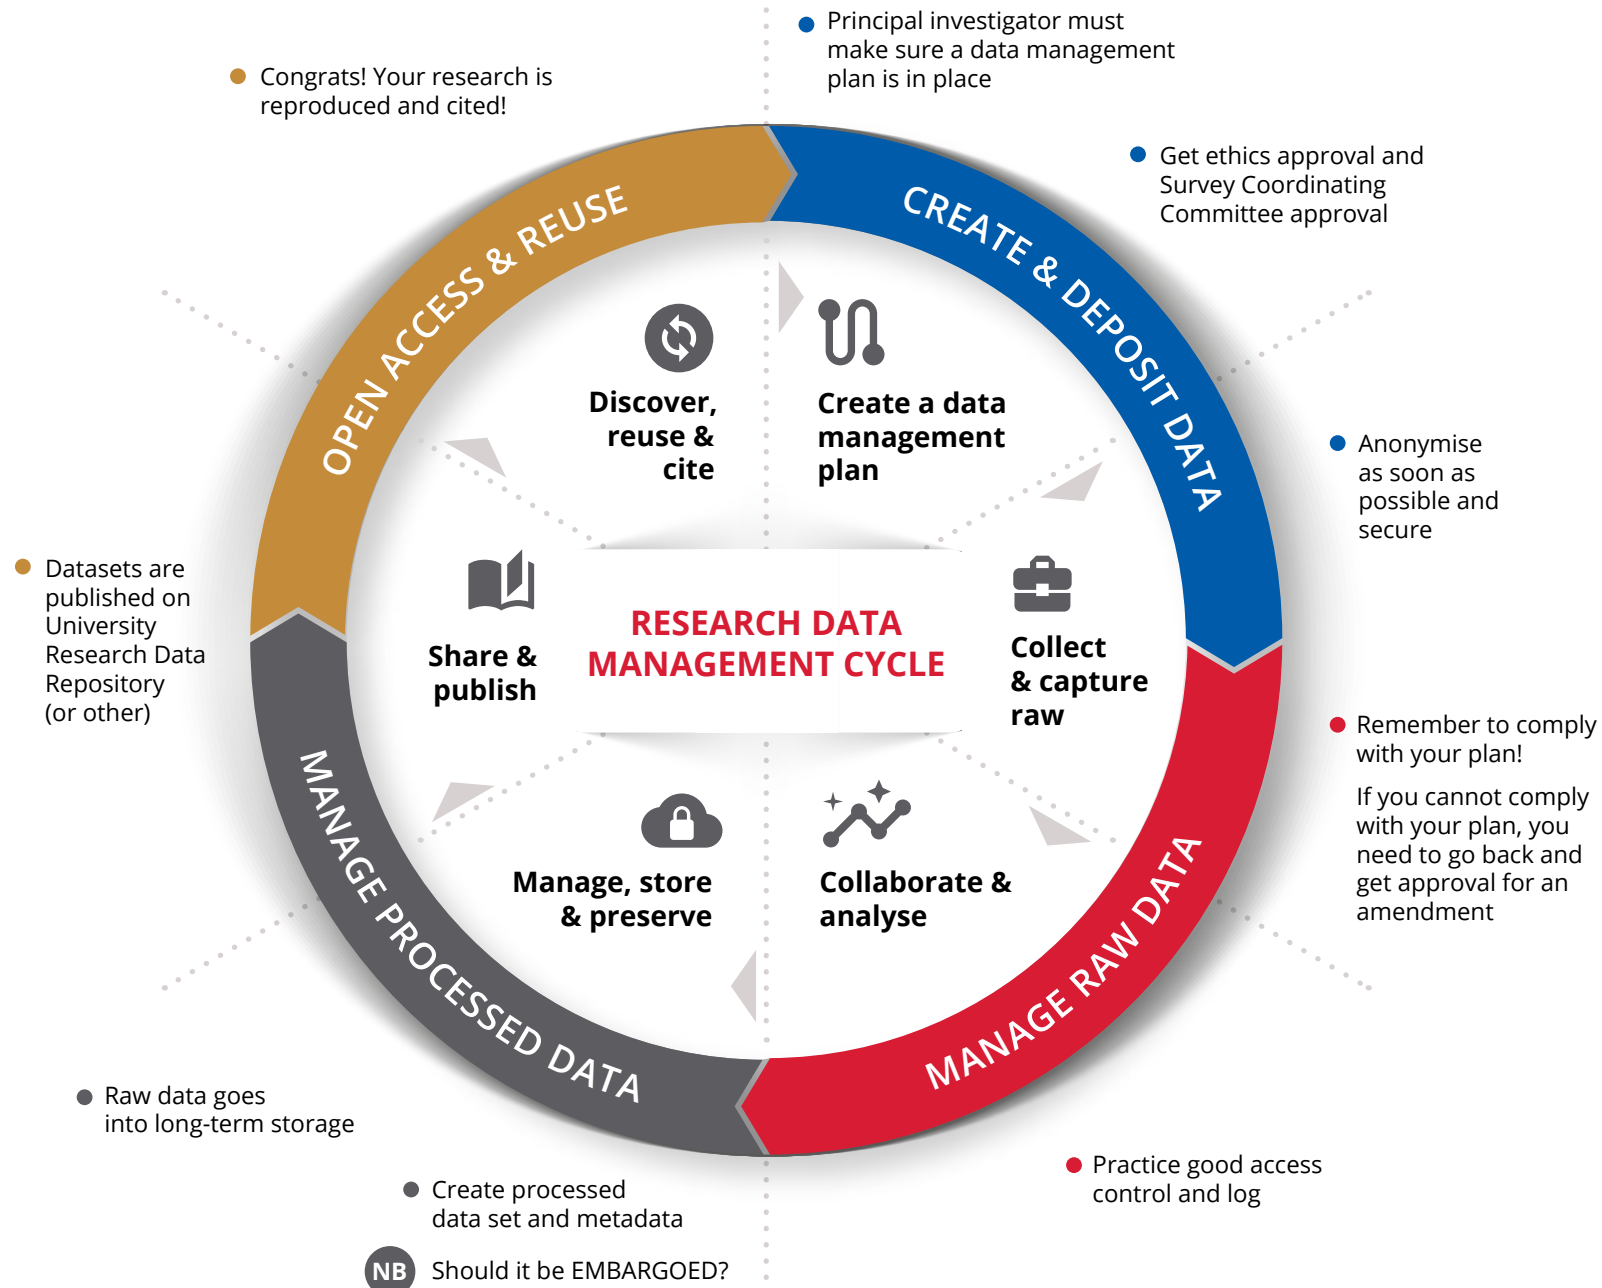 Principal investigator must
make sure a data management
plan is in place
Congrats! Your research is
reproduced and cited!
Get ethics approval and
Survey Coordinating
Committee approval
OPEN ACCESS & REUSE
CREATE & DEPOSIT DATA
Discover,
reuse &
cite
Create a data
management
plan
Anonymise
as soon as
possible and
secure
Datasets are
published on
University
Research Data
Repository
(or other)
Share &
publish
RESEARCH DATA
MANAGEMENT CYCLE
Collect
& capture
raw
Remember to comply
with your plan!
If you cannot comply
with your plan, you
need to go back and
get approval for an
amendment
Manage, store
& preserve
Collaborate &
analyse
MANAGE PROCESSED DATA
MANAGE RAW DATA
Raw data goes
into long-term storage
Practice good access
control and log
Create processed
data set and metadata
NB Should it be EMBARGOED?